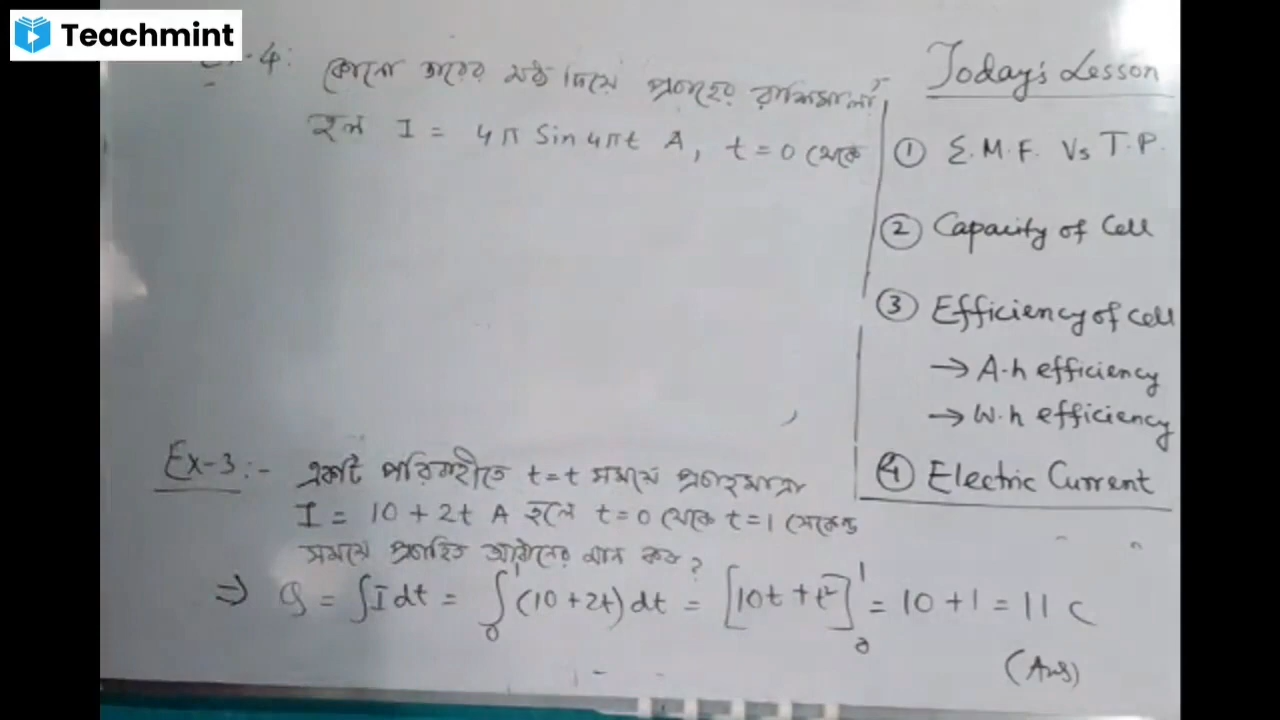 Teachmint
Ex-4: কোনো তারের মধ্য দিয়ে প্রবাহের রাশিমালা
হল I = 4π Sin 4πt A, t = 0 থেকে
Today's Lesson
① E.M.F. Vs T.P.
② Capacity of Cell
③ Efficiency of Cell
→ A-h efficiency
→ W.h efficiency
④ Electric Current
Ex-3:- একটি পরিবাহীতে t=t সময়ে প্রবাহমাত্রা
I = 10 + 2t A হলে t=0 থেকে t=1 সেকেন্ড
সময়ে প্রবাহিত আধানের মান কত?
⇒ Q = ∫I dt = ∫₀¹ (10 + 2t) dt = [10t + t²]₀¹ = 10 + 1 = 11 C
(Ans)